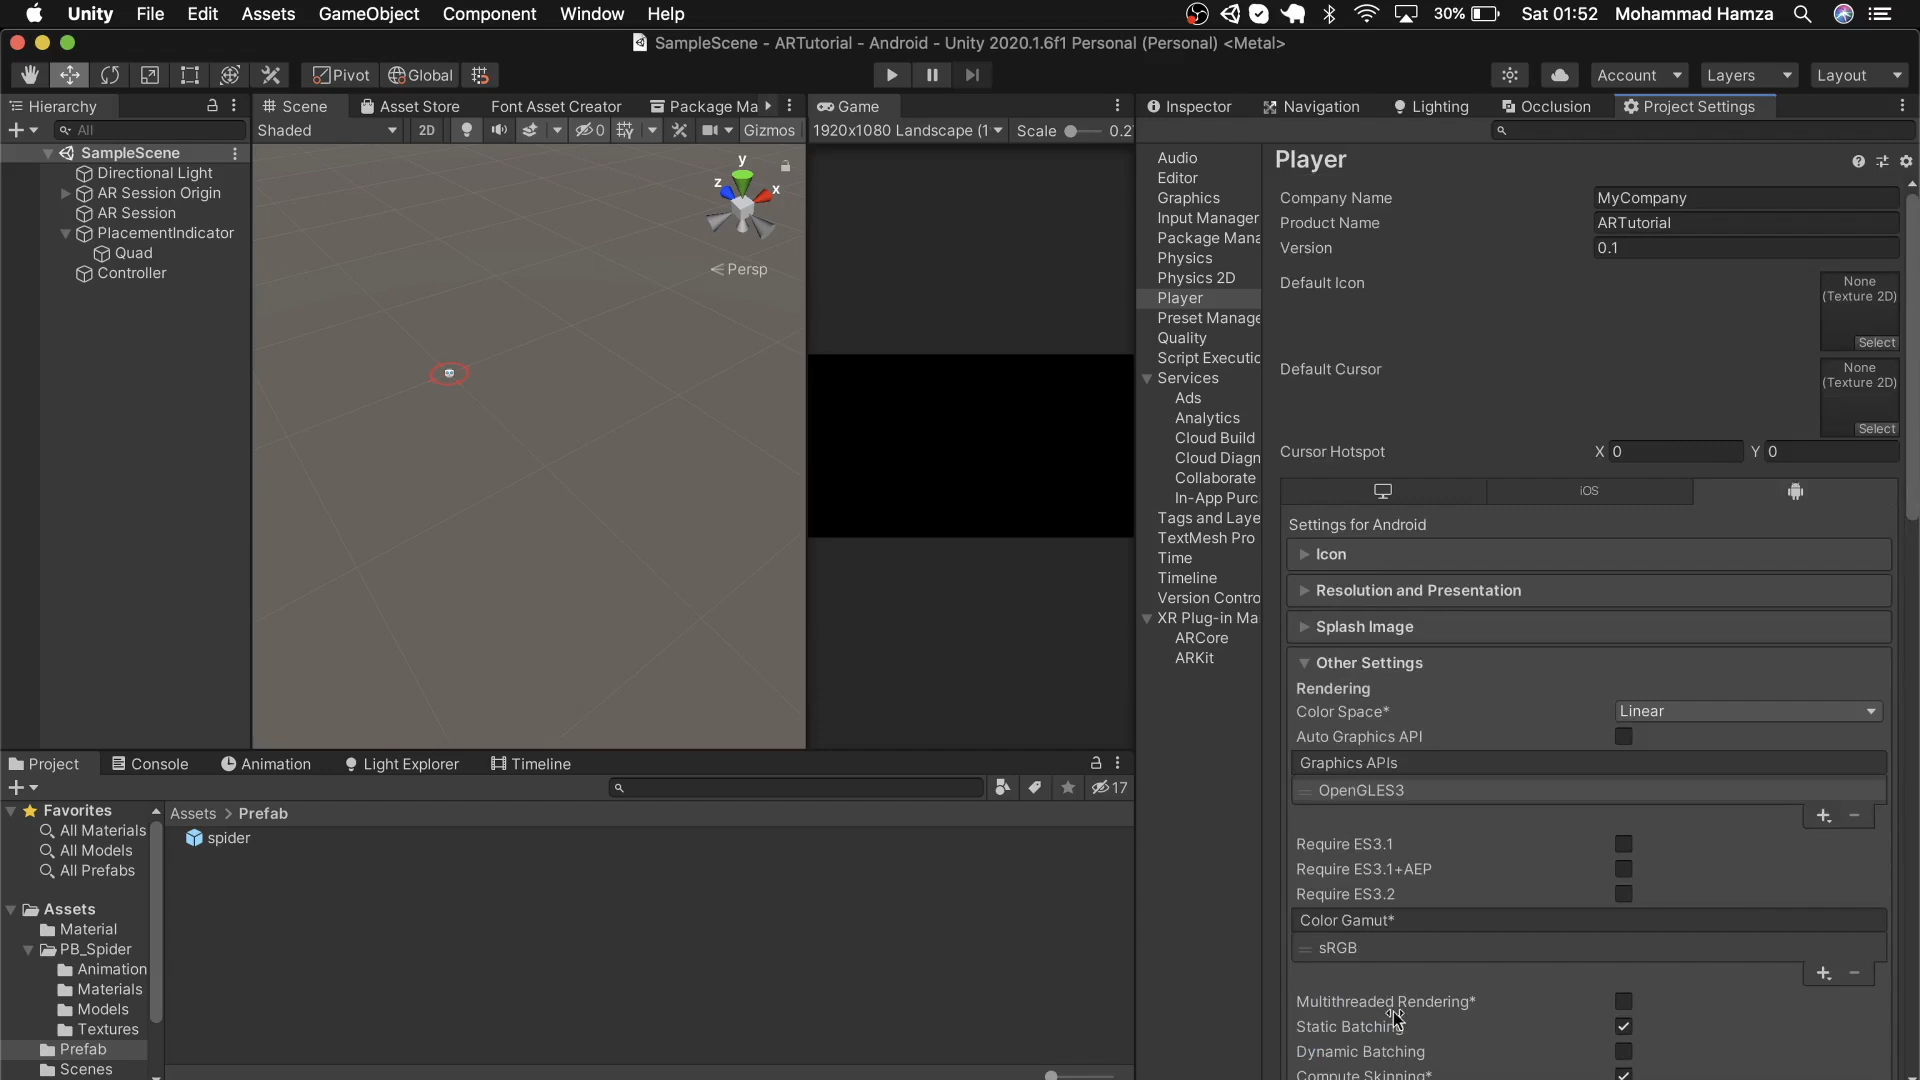 Unity File Edit Assets GameObject Component Window Help
30% Sat 01:52 Mohammad Hamza
SampleScene - ARTutorial - Android - Unity 2020.1.6f1 Personal (Personal) <Metal>
Pivot Global
Account Layers Layout
Hierarchy
All
SampleScene
Directional Light
AR Session Origin
AR Session
PlacementIndicator
Quad
Controller
Scene Asset Store Font Asset Creator Package Ma
Shaded 2D 0 Gizmos
y
z
x
Persp
Game
1920x1080 Landscape (1 Scale 0.2
Inspector Navigation Lighting Occlusion Project Settings
Audio
Editor
Graphics
Input Manager
Package Mana
Physics
Physics 2D
Player
Preset Manage
Quality
Script Executio
Services
Ads
Analytics
Cloud Build
Cloud Diagn
Collaborate
In-App Purc
Tags and Laye
TextMesh Pro
Time
Timeline
Version Contro
XR Plug-in Ma
ARCore
ARKit
Player
Company Name MyCompany
Product Name ARTutorial
Version 0.1
Default Icon
None
(Texture 2D)
Select
Default Cursor
None
(Texture 2D)
Select
Cursor Hotspot X 0 Y 0
iOS
Settings for Android
Icon
Resolution and Presentation
Splash Image
Other Settings
Rendering
Color Space* Linear
Auto Graphics API
Graphics APIs
OpenGLES3
Require ES3.1
Require ES3.1+AEP
Require ES3.2
Color Gamut*
sRGB
Multithreaded Rendering*
Static Batching
Dynamic Batching
Compute Skinning*
Project Console Animation Light Explorer Timeline
17
Favorites
All Materials
All Models
All Prefabs
Assets
Material
PB_Spider
Animation
Materials
Models
Textures
Prefab
Scenes
Assets > Prefab
spider